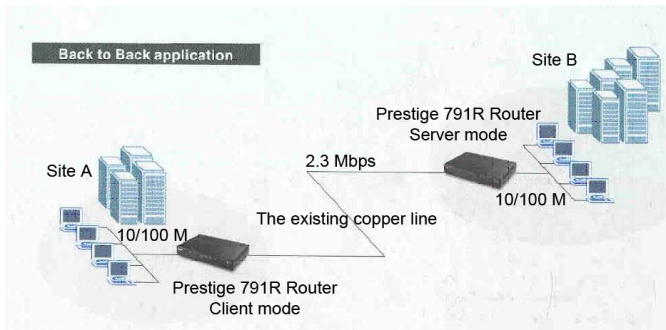 Back to Back application
Site B
Prestige 791R Router
Server mode
Site A
2.3 Mbps
10/100 M
The existing copper line
10/100 M
Prestige 791R Router
Client mode